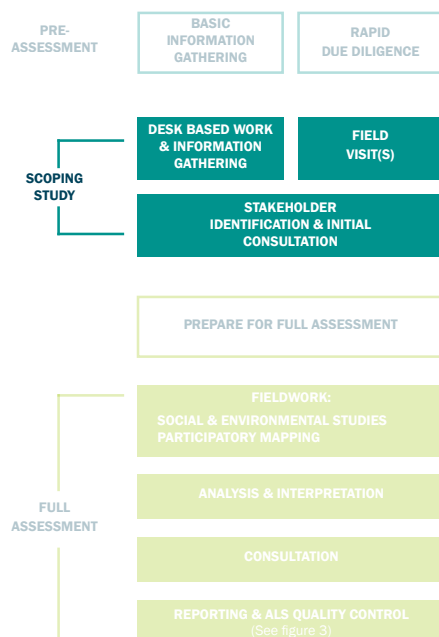 PRE-
ASSESSMENT
BASIC
INFORMATION
GATHERING
RAPID
DUE DILIGENCE
SCOPING
STUDY
DESK BASED WORK
& INFORMATION
GATHERING
FIELD
VISIT(S)
STAKEHOLDER
IDENTIFICATION & INITIAL
CONSULTATION
PREPARE FOR FULL ASSESSMENT
FULL
ASSESSMENT
FIELDWORK:
SOCIAL & ENVIRONMENTAL STUDIES
PARTICIPATORY MAPPING
ANALYSIS & INTERPRETATION
CONSULTATION
REPORTING & ALS QUALITY CONTROL
(See figure 3)